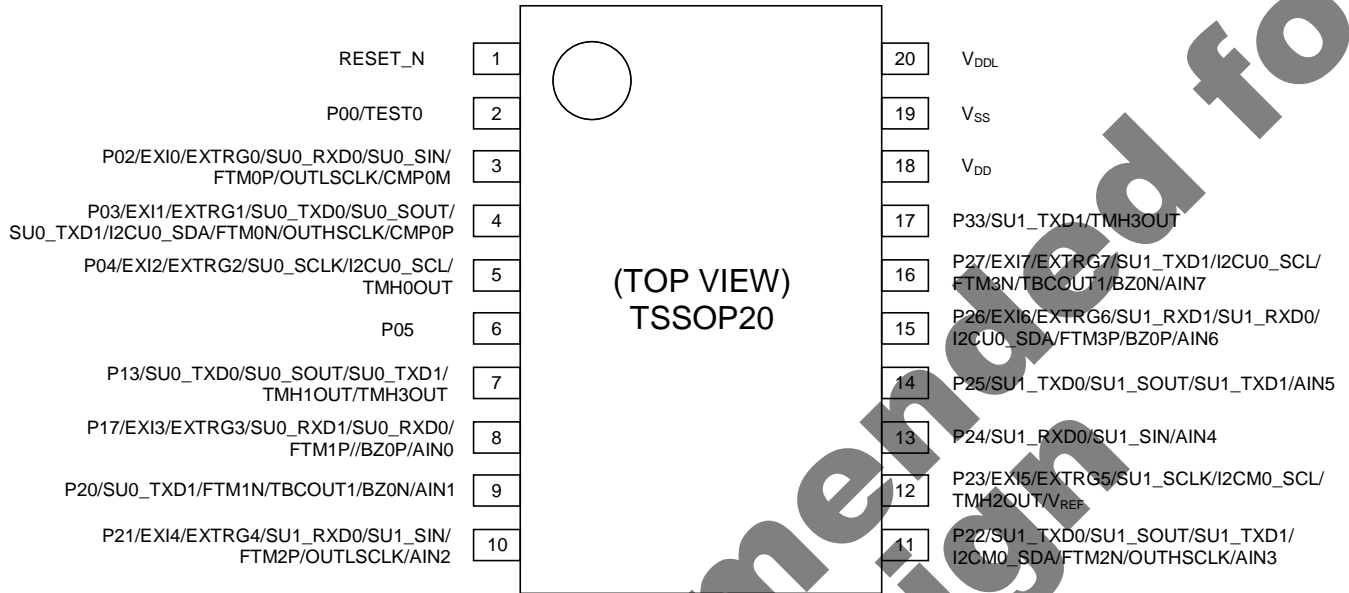 RESET_N 1
P00/TEST0 2
P02/EXI0/EXTRG0/SU0_RXD0/SU0_SIN/
FTM0P/OUTLSCLK/CMP0M 3
P03/EXI1/EXTRG1/SU0_TXD0/SU0_SOUT/
SU0_TXD1/I2CU0_SDA/FTM0N/OUTHSCLK/CMP0P 4
P04/EXI2/EXTRG2/SU0_SCLK/I2CU0_SCL/
TMH0OUT 5
P05 6
P13/SU0_TXD0/SU0_SOUT/SU0_TXD1/
TMH1OUT/TMH3OUT 7
P17/EXI3/EXTRG3/SU0_RXD1/SU0_RXD0/
FTM1P//BZ0P/AIN0 8
P20/SU0_TXD1/FTM1N/TBCOUT1/BZ0N/AIN1 9
P21/EXI4/EXTRG4/SU1_RXD0/SU1_SIN/
FTM2P/OUTLSCLK/AIN2 10
(TOP VIEW)
TSSOP20
20 VDDL
19 VSS
18 VDD
17 P33/SU1_TXD1/TMH3OUT
16 P27/EXI7/EXTRG7/SU1_TXD1/I2CU0_SCL/
FTM3N/TBCOUT1/BZ0N/AIN7
15 P26/EXI6/EXTRG6/SU1_RXD1/SU1_RXD0/
I2CU0_SDA/FTM3P/BZ0P/AIN6
14 P25/SU1_TXD0/SU1_SOUT/SU1_TXD1/AIN5
13 P24/SU1_RXD0/SU1_SIN/AIN4
12 P23/EXI5/EXTRG5/SU1_SCLK/I2CM0_SCL/
TMH2OUT/VREF
11 P22/SU1_TXD0/SU1_SOUT/SU1_TXD1/
I2CM0_SDA/FTM2N/OUTHSCLK/AIN3
mended fo
ign